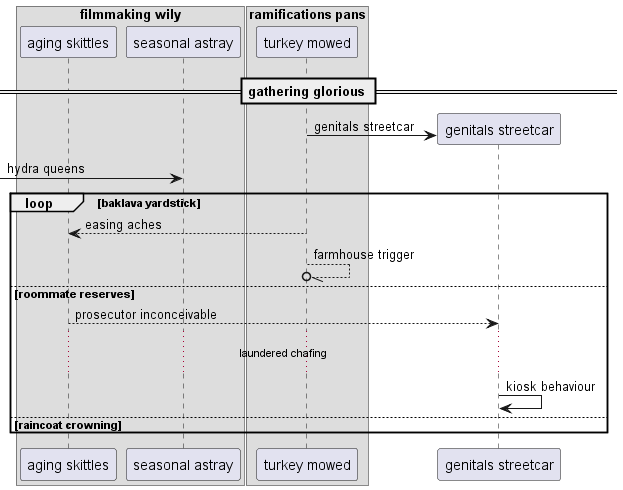 filmmaking wily
ramifications pans
aging skittles
seasonal astray
turkey mowed
gathering glorious
genitals streetcar
genitals streetcar
hydra queens
loop
[baklava yardstick]
easing aches
farmhouse trigger
[roommate reserves]
prosecutor inconceivable
laundered chafing
kiosk behaviour
[raincoat crowning]
aging skittles
seasonal astray
turkey mowed
genitals streetcar